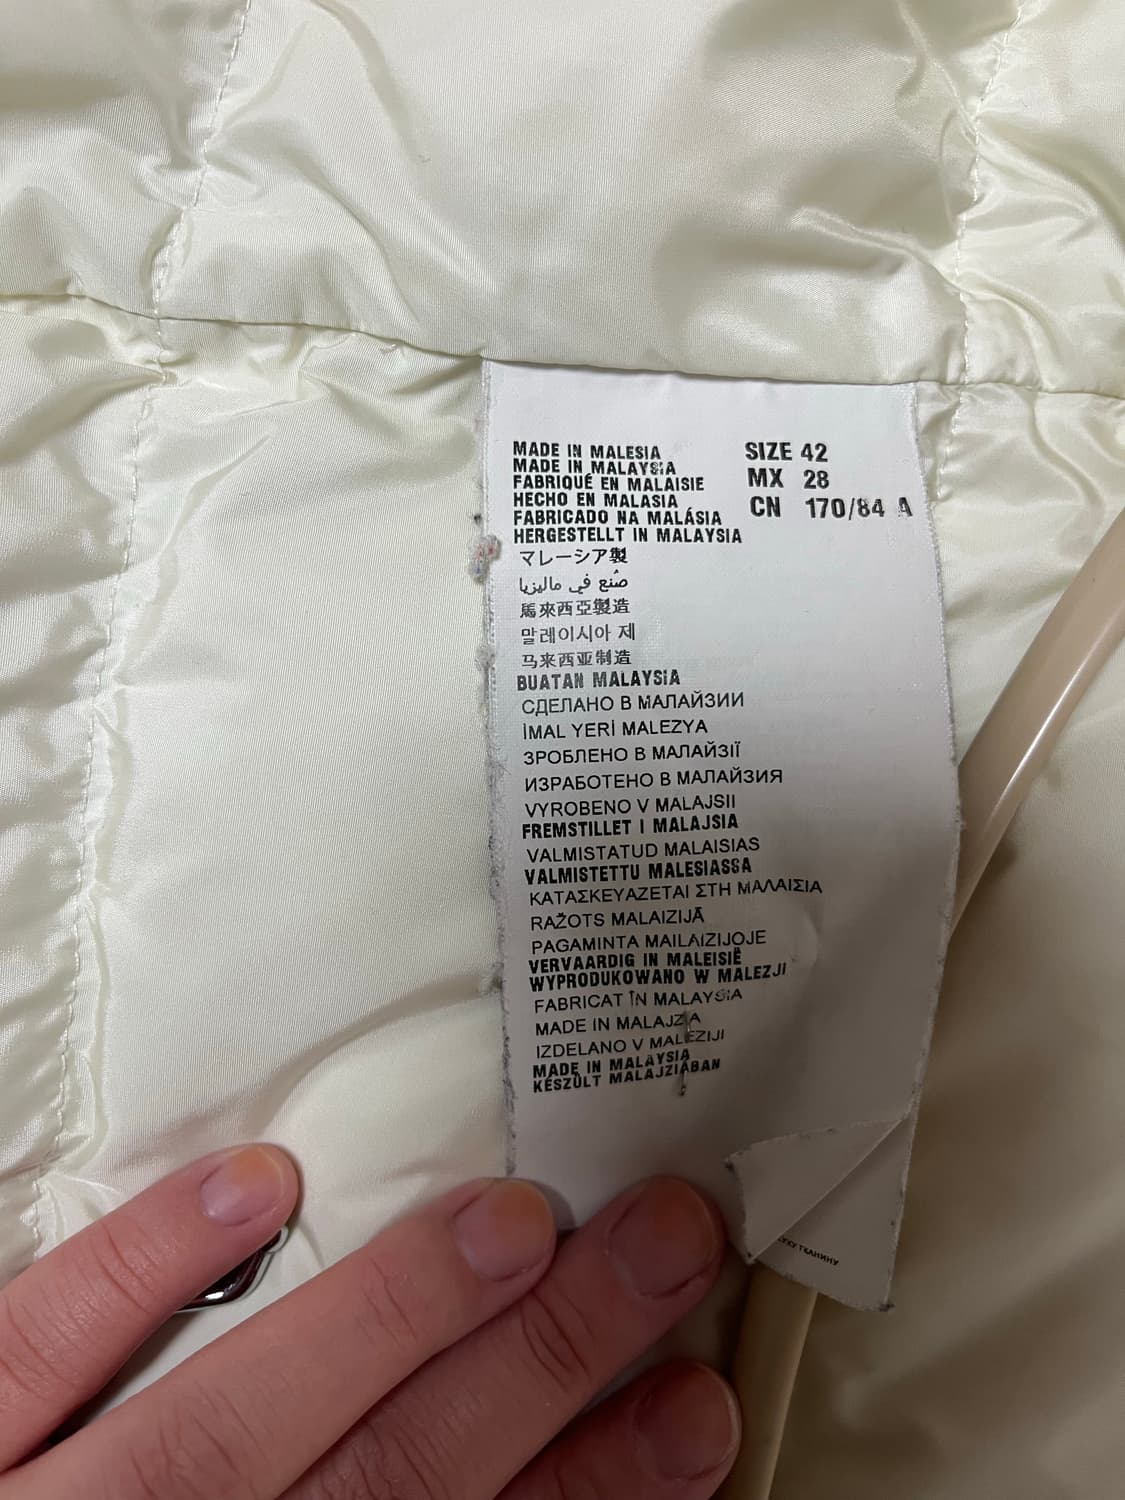 MADE IN MALESIA
MADE IN MALAYSIA
FABRIQUÉ EN MALAISIE
HECHO EN MALASIA
FABRICADO NA MALÁSIA
HERGESTELLT IN MALAYSIA
マレーシア製
صُنع في ماليزيا
馬來西亞製造
말레이시아 제
马来西亚制造
BUATAN MALAYSIA
СДЕЛАНО В МАЛАЙЗИИ
İMAL YERİ MALEZYA
ЗРОБЛЕНО В МАЛАЙЗІЇ
ИЗРАБОТЕНО В МАЛАЙЗИЯ
VYROBENO V MALAJSII
FREMSTILLET I MALAJSIA
VALMISTATUD MALAISIAS
VALMISTETTU MALESIASSA
ΚΑΤΑΣΚΕΥΑΖΕΤΑΙ ΣΤΗ ΜΑΛΑΙΣΙΑ
RAŽOTS MALAIZIJĀ
PAGAMINTA MAILAIZIJOJE
VERVAARDIG IN MALEISIË
WYPRODUKOWANO W MALEZJI
FABRICAT ÎN MALAYSIA
MADE IN MALAJZIA
IZDELANO V MALEZIJI
MADE IN MALAYSIA
KÉSZÜLT MALAJZIÁBAN
SIZE 42
MX 28
CN 170/84 A
ТКАНИНУ